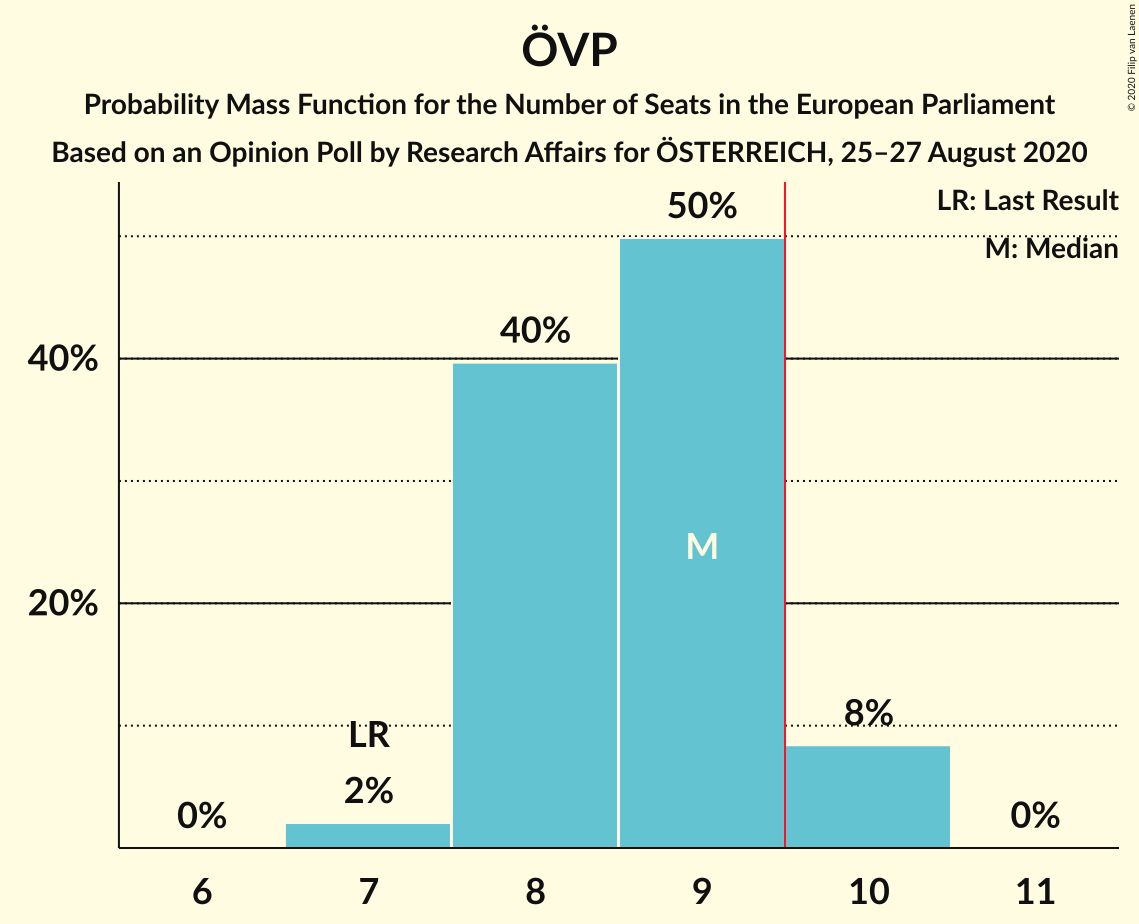 ÖVP
Probability Mass Function for the Number of Seats in the European Parliament
Based on an Opinion Poll by Research Affairs for ÖSTERREICH, 25–27 August 2020
© 2020 Filip van Laenen
LR: Last Result
M: Median
50%
40%
40%
M
20%
8%
LR
2%
0%
0%
6
7
8
9
10
11